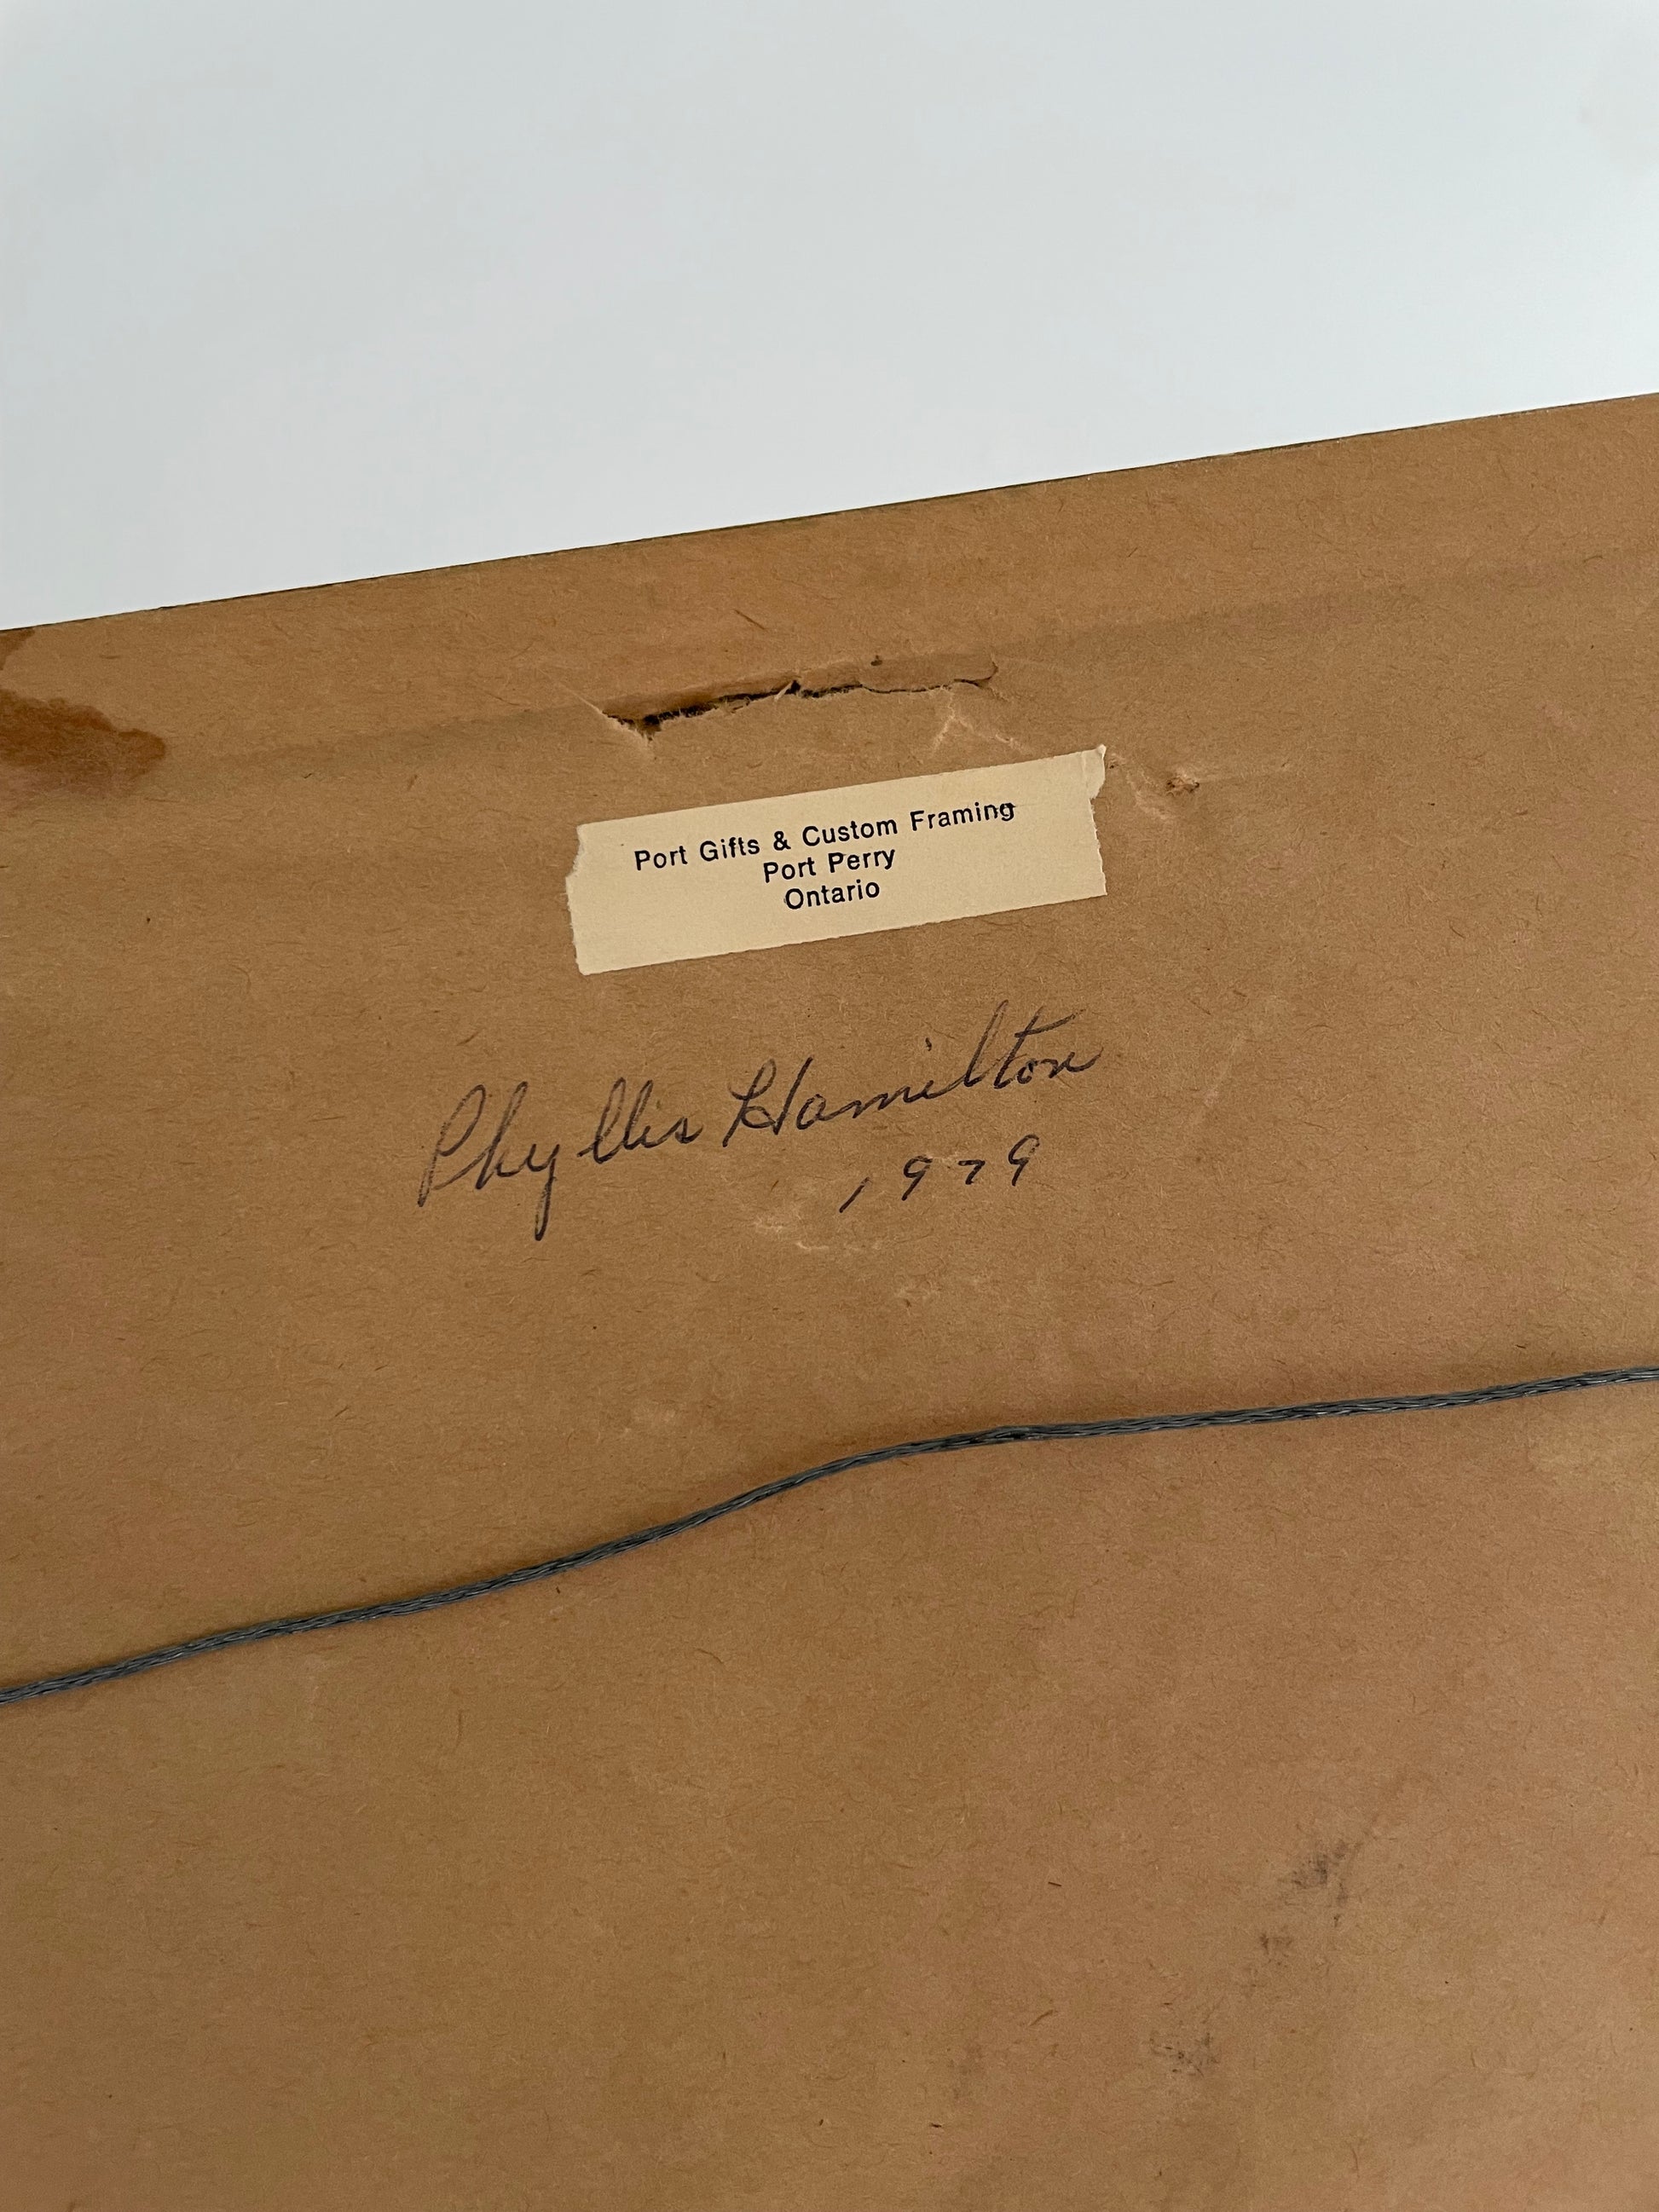 Port Gifts & Custom Framing
Port Perry
Ontario
Phyllis Hamilton
1979